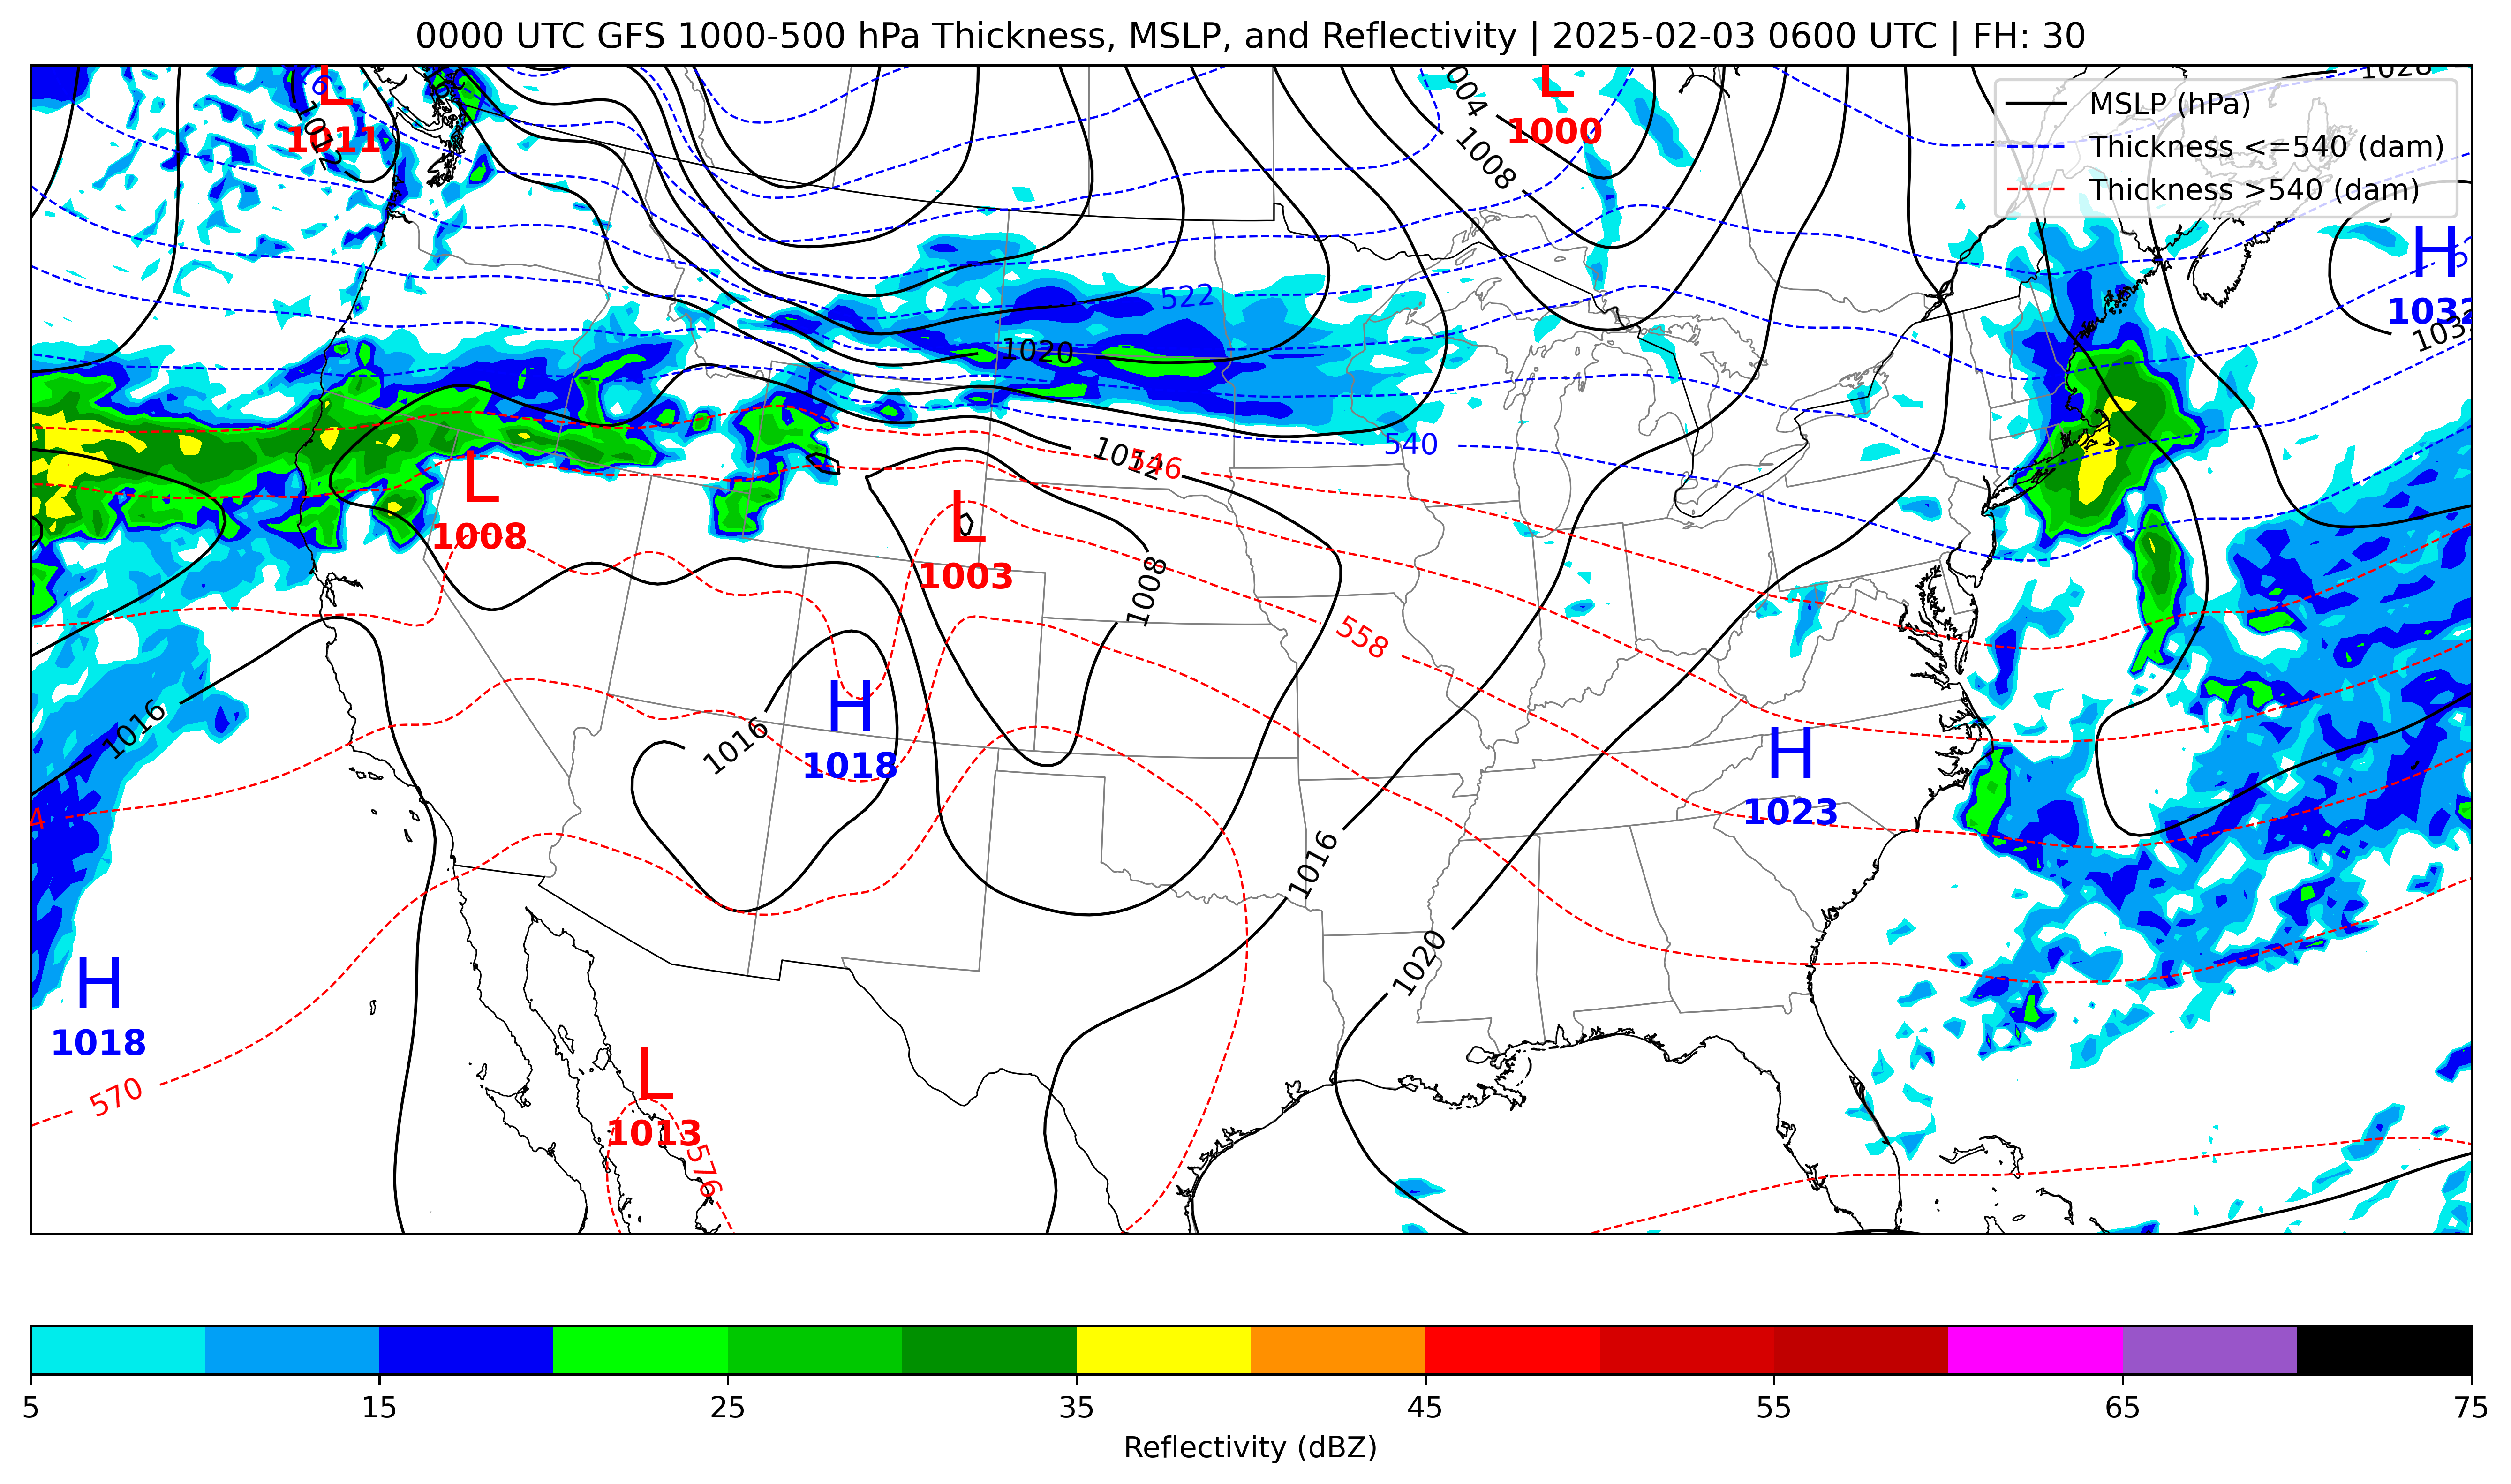 0000 UTC GFS 1000-500 hPa Thickness, MSLP, and Reflectivity | 2025-02-03 0600 UTC | FH: 30
MSLP (hPa)
Thickness <=540 (dam)
Thickness >540 (dam)
L
1011
1012
L
1000
1004
1008
1028
H
1032
522
1020
540
1012
546
L
1008
L
1003
1008
558
1016
H
1018
1016
H
1023
1016
1020
H
1018
570
L
1013
576
5 15 25 35 45 55 65 75
Reflectivity (dBZ)